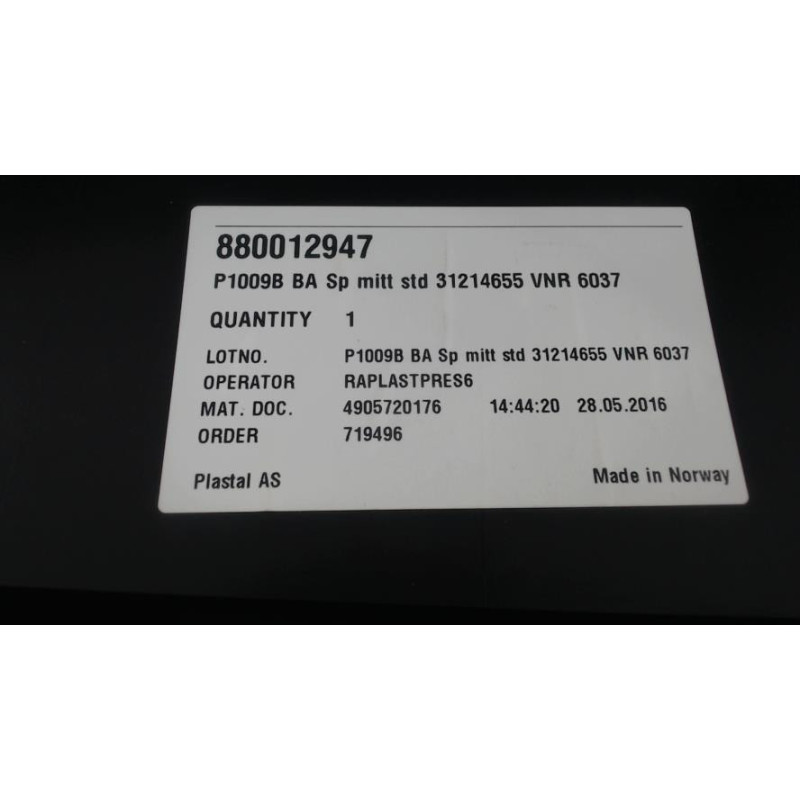 880012947
P1009B BA Sp mitt std 31214655 VNR 6037
QUANTITY 1
LOTNO. P1009B BA Sp mitt std 31214655 VNR 6037
OPERATOR RAPLASTPRES6
MAT. DOC. 4905720176 14:44:20 28.05.2016
ORDER 719496
Plastal AS Made in Norway